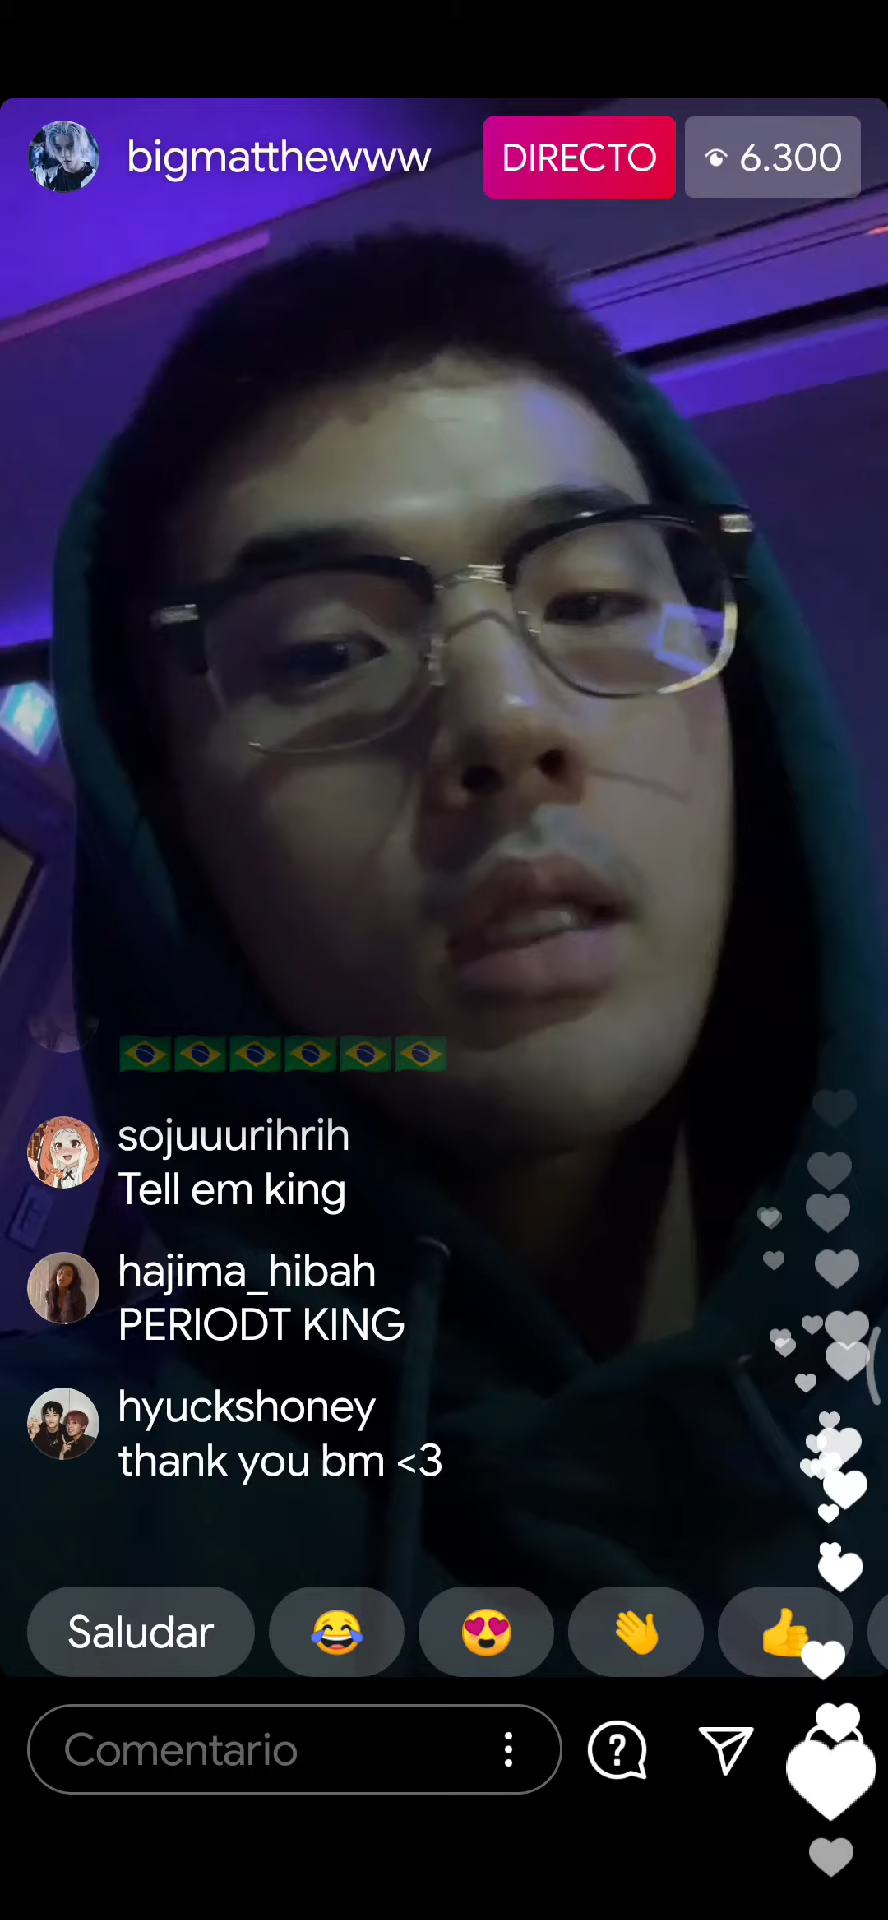 bigmatthewww
DIRECTO
6.300
sojuuurihrih
Tell em king
hajima_hibah
PERIODT KING
hyuckshoney
thank you bm <3
Saludar
Comentario